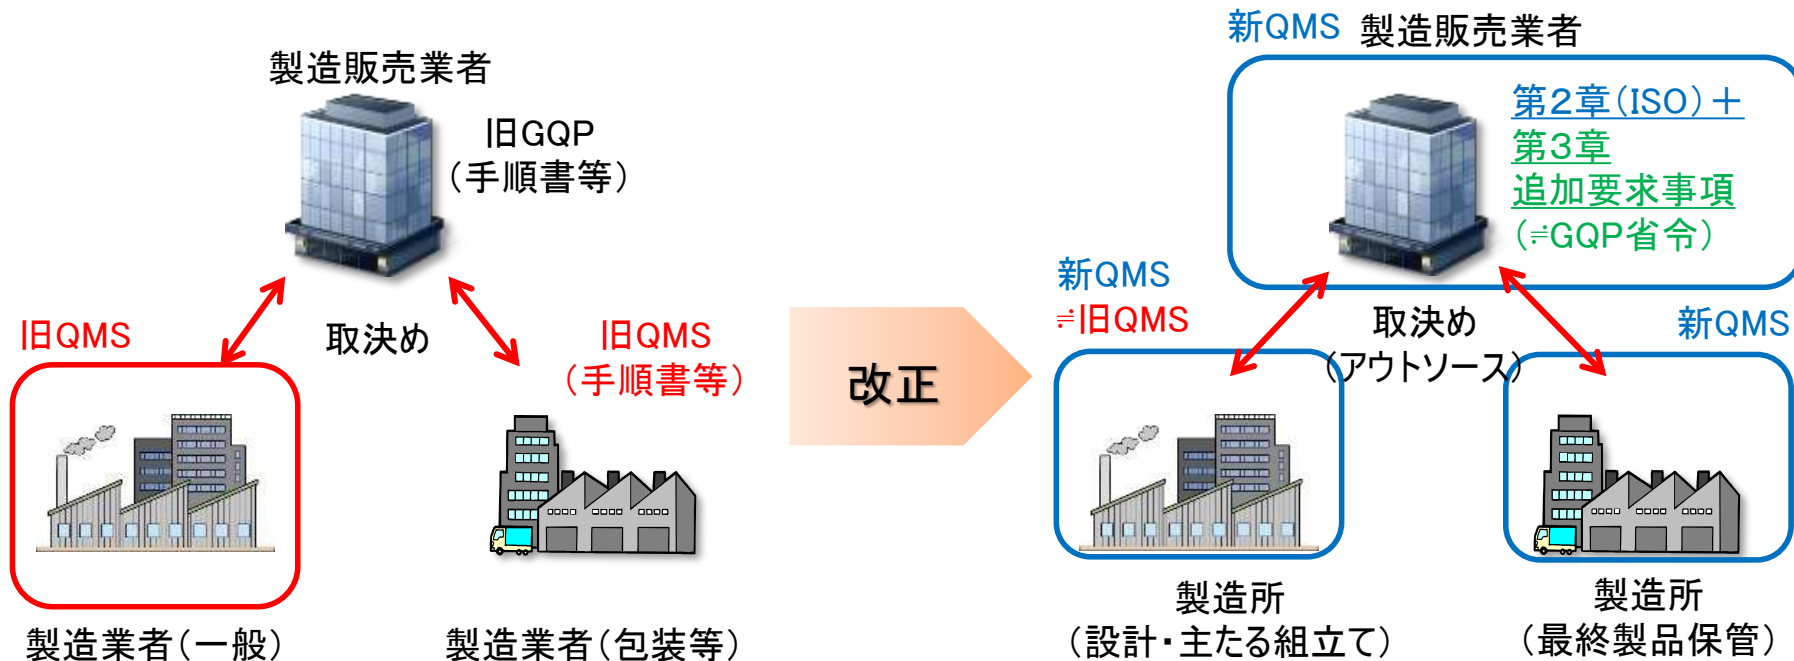 製造販売業者
旧GQP
（手順書等）
旧QMS
取決め
旧QMS
（手順書等）
製造業者（一般）
製造業者（包装等）
改正
新QMS
製造販売業者
第２章（ISO）＋
第３章
追加要求事項
（≒GQP省令）
新QMS
≒旧QMS
取決め
（アウトソース）
新QMS
製造所
（設計・主たる組立て）
製造所
（最終製品保管）